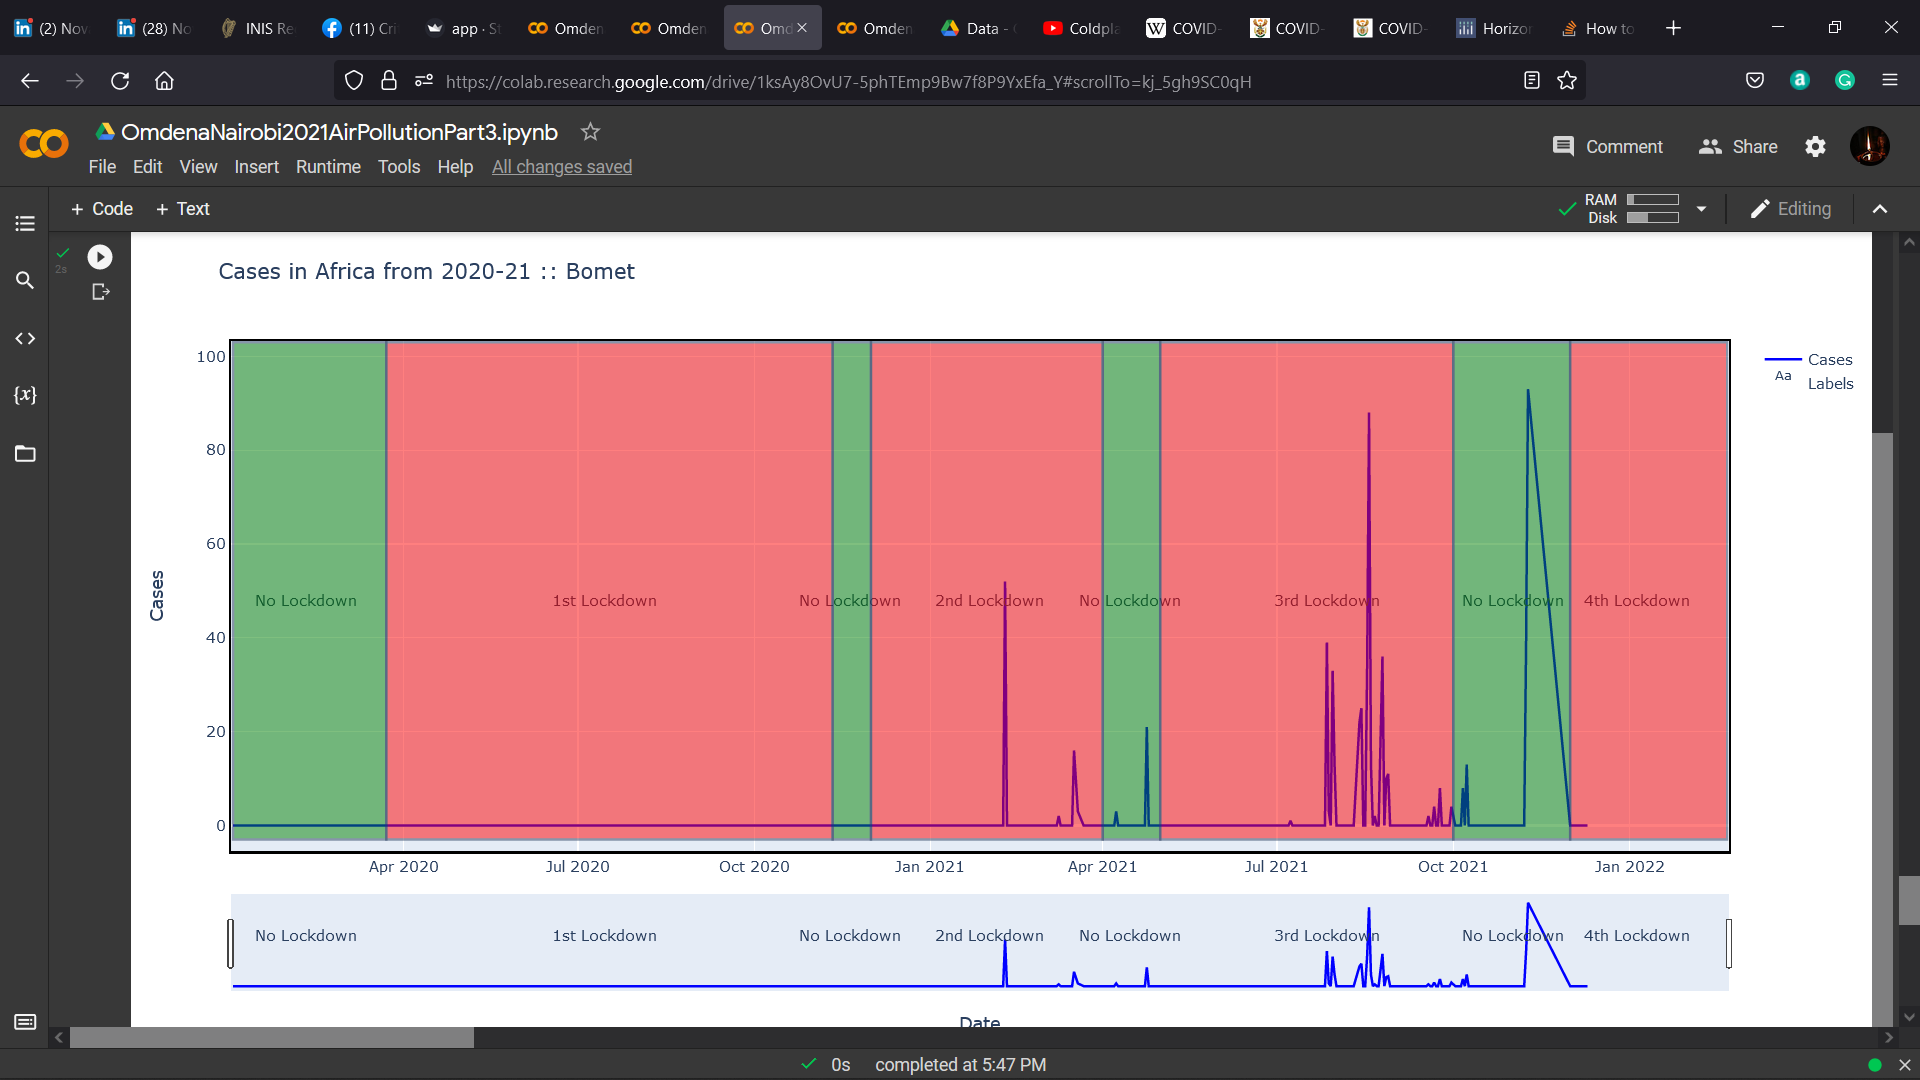 (2) Nov
(28) No
INIS Re
(11) Cri
app · St
Omden
Omden
Omd
Omden
Data -
Coldpla
W COVID-
COVID-
COVID-
Horizon
How to
https://colab.research.google.com/drive/1ksAy8OvU7-5phTEmp9Bw7f8P9YxEfa_Y#scrollTo=kj_5gh9SC0qH
OmdenaNairobi2021AirPollutionPart3.ipynb
Comment
Share
File Edit View Insert Runtime Tools Help All changes saved
+ Code + Text
RAM
Disk
Editing
2s
{x}
Cases in Africa from 2020-21 :: Bomet
100
80
60
40
20
0
Cases
No Lockdown 1st Lockdown No Lockdown 2nd Lockdown No Lockdown 3rd Lockdown No Lockdown 4th Lockdown
Cases
Aa Labels
Apr 2020 Jul 2020 Oct 2020 Jan 2021 Apr 2021 Jul 2021 Oct 2021 Jan 2022
No Lockdown 1st Lockdown No Lockdown 2nd Lockdown No Lockdown 3rd Lockdown No Lockdown 4th Lockdown
Date
0s completed at 5:47 PM